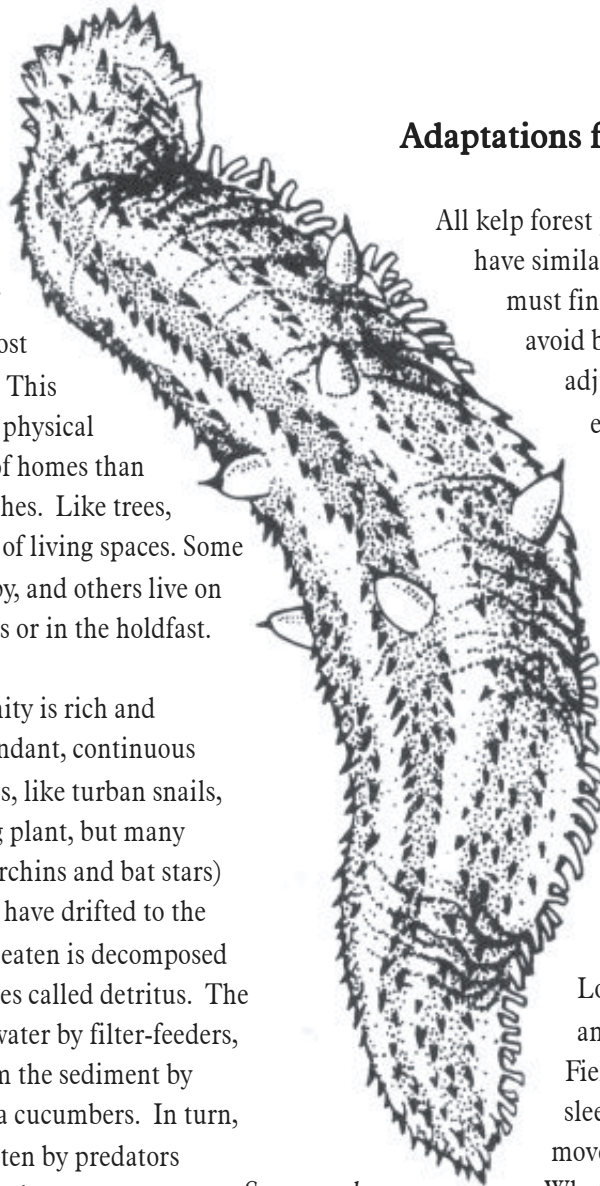 ost
This
physical
of homes than
hes. Like trees,
of living spaces. Some
by, and others live on
s or in the holdfast.
nity is rich and
ndant, continuous
s, like turban snails,
g plant, but many
rchins and bat stars)
have drifted to the
eaten is decomposed
es called detritus. The
water by filter-feeders,
m the sediment by
a cucumbers. In turn,
ten by predators
Adaptations f
All kelp forest
have simila
must fin
avoid b
adj
e
Lo
an
Fie
slee
move